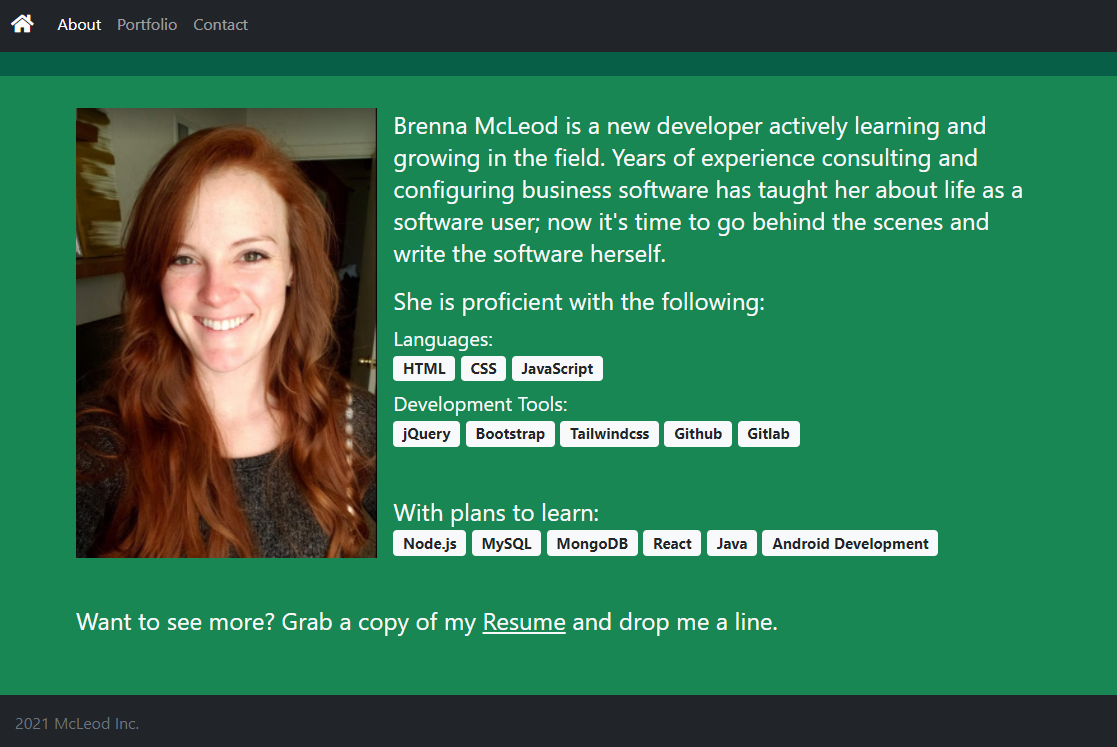 About Portfolio Contact
Brenna McLeod is a new developer actively learning and
growing in the field. Years of experience consulting and
configuring business software has taught her about life as a
software user; now it's time to go behind the scenes and
write the software herself.
She is proficient with the following:
Languages:
HTML CSS JavaScript
Development Tools:
jQuery Bootstrap Tailwindcss Github Gitlab
With plans to learn:
Node.js MySQL MongoDB React Java Android Development
Want to see more? Grab a copy of my Resume and drop me a line.
2021 McLeod Inc.